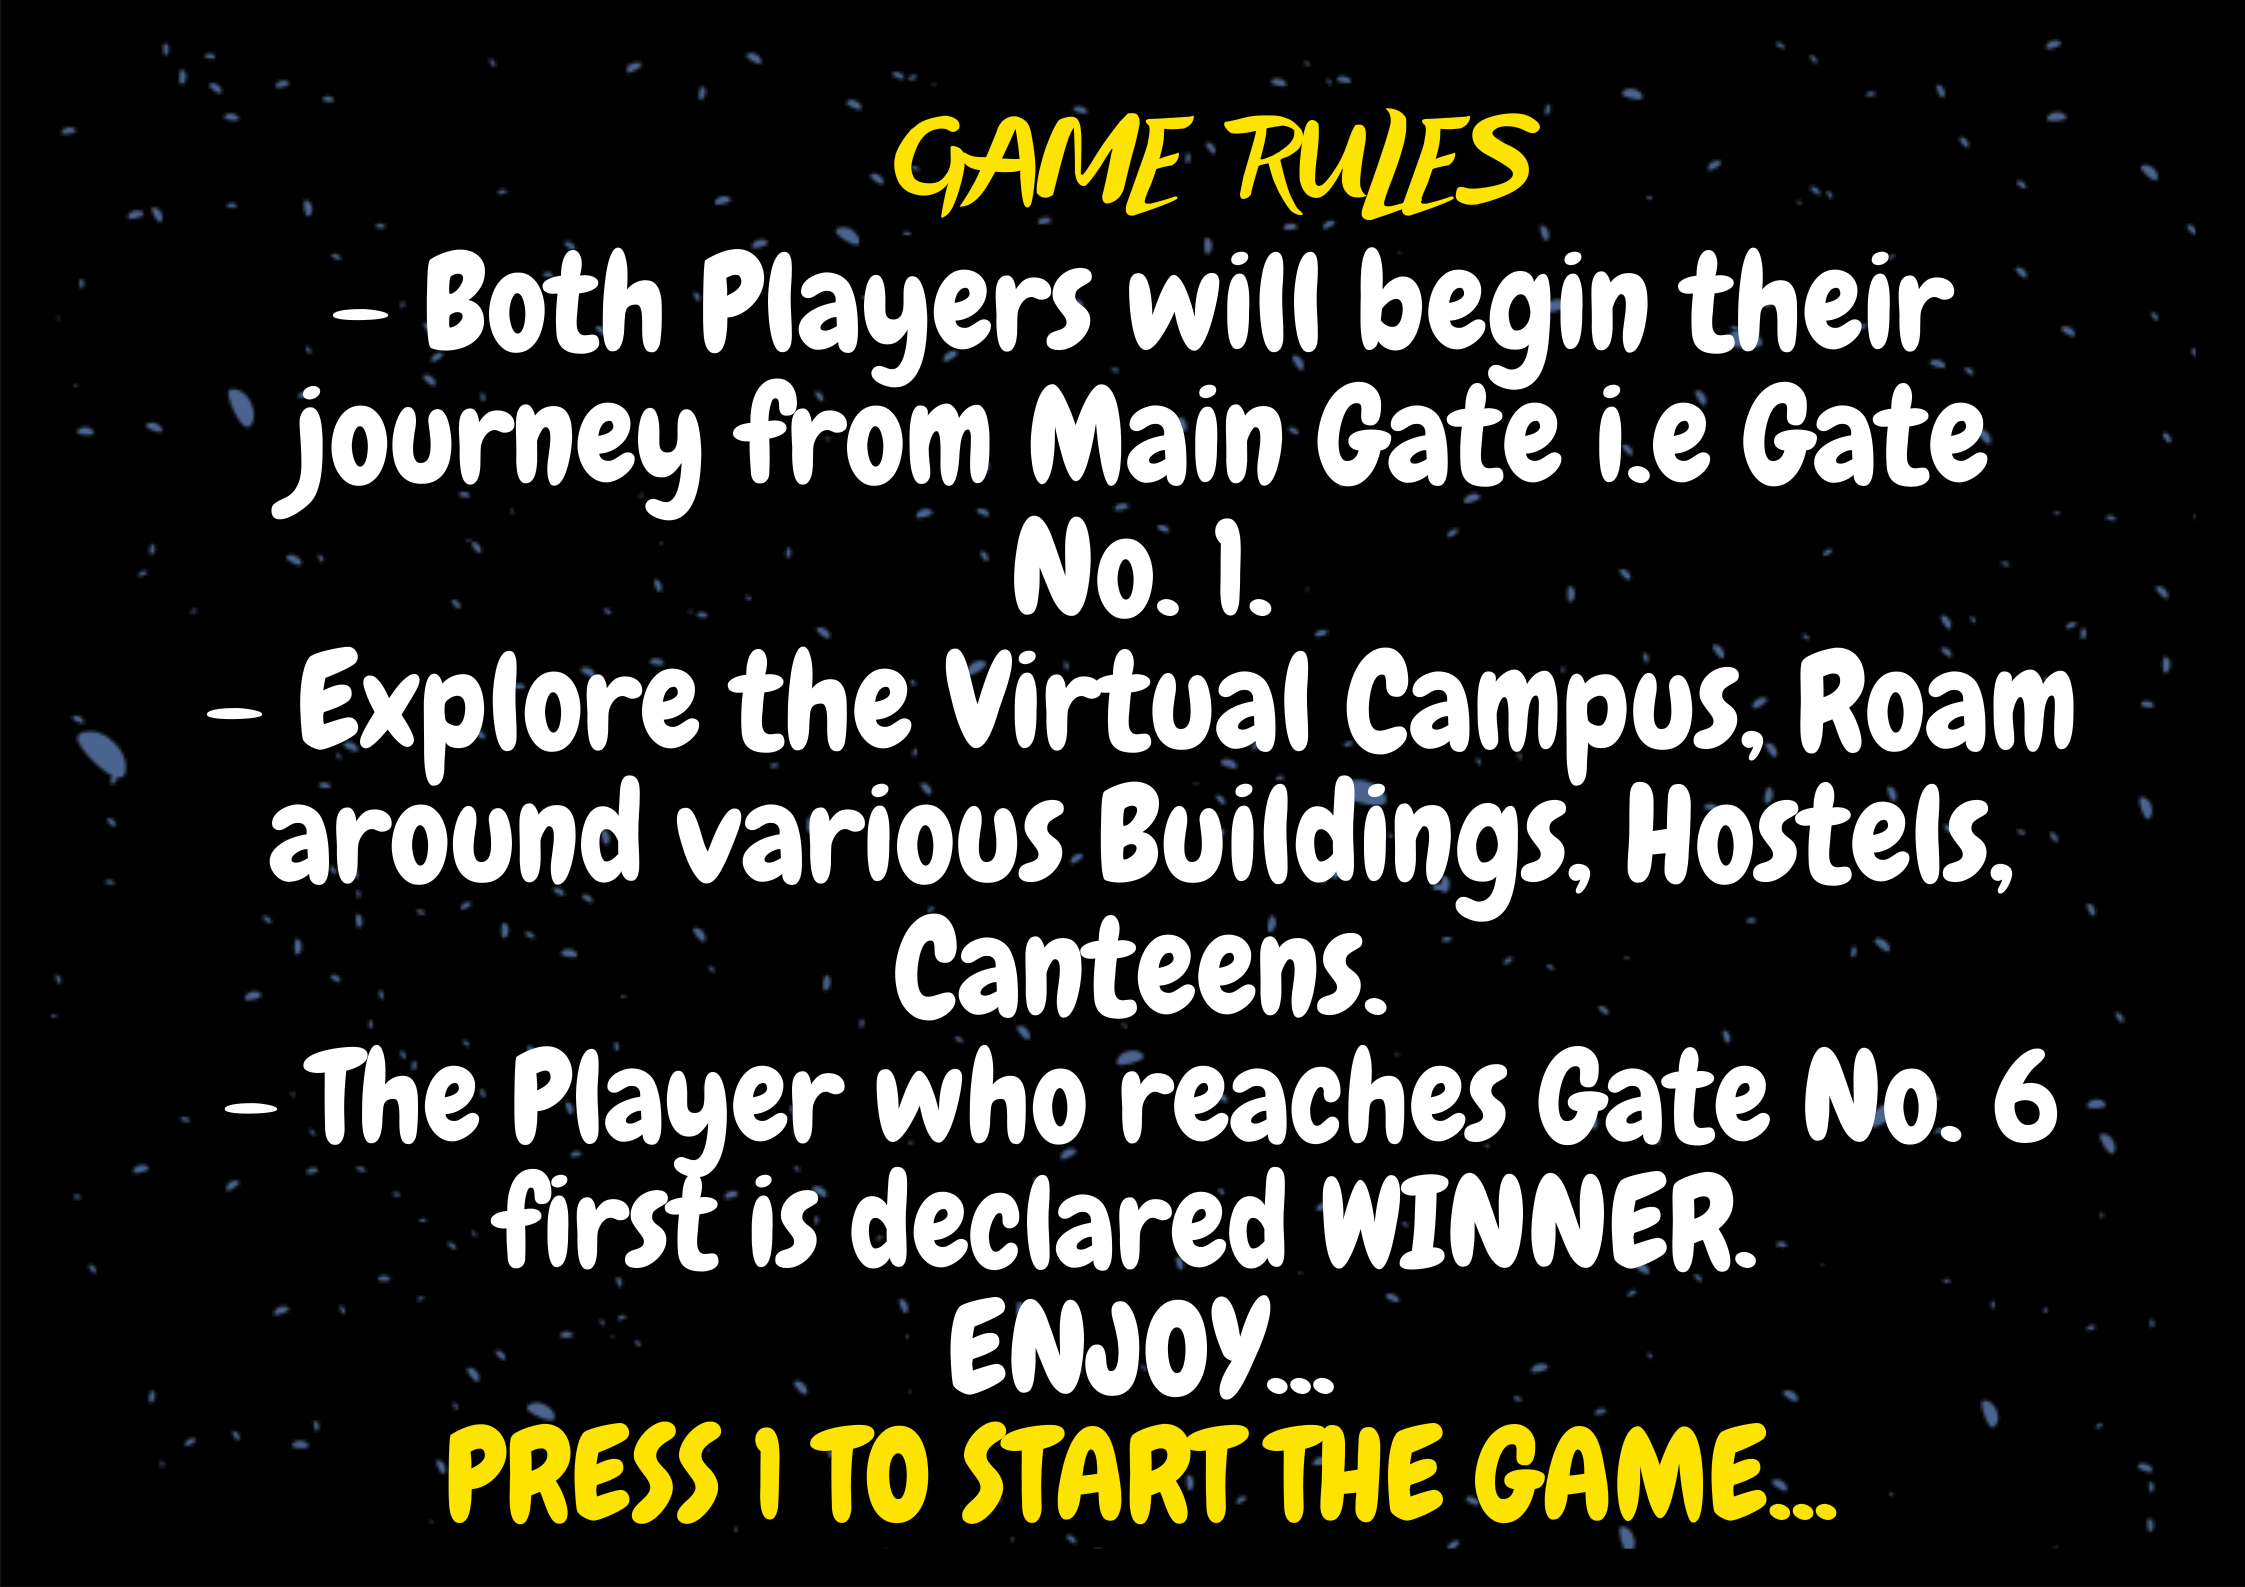 GAME RULES
- Both Players will begin their
journey from Main Gate i.e Gate
No. 1.
- Explore the Virtual Campus, Roam
around various Buildings, Hostels,
Canteens.
- The Player who reaches Gate No. 6
first is declared WINNER.
ENJOY...
PRESS 1 TO START THE GAME...